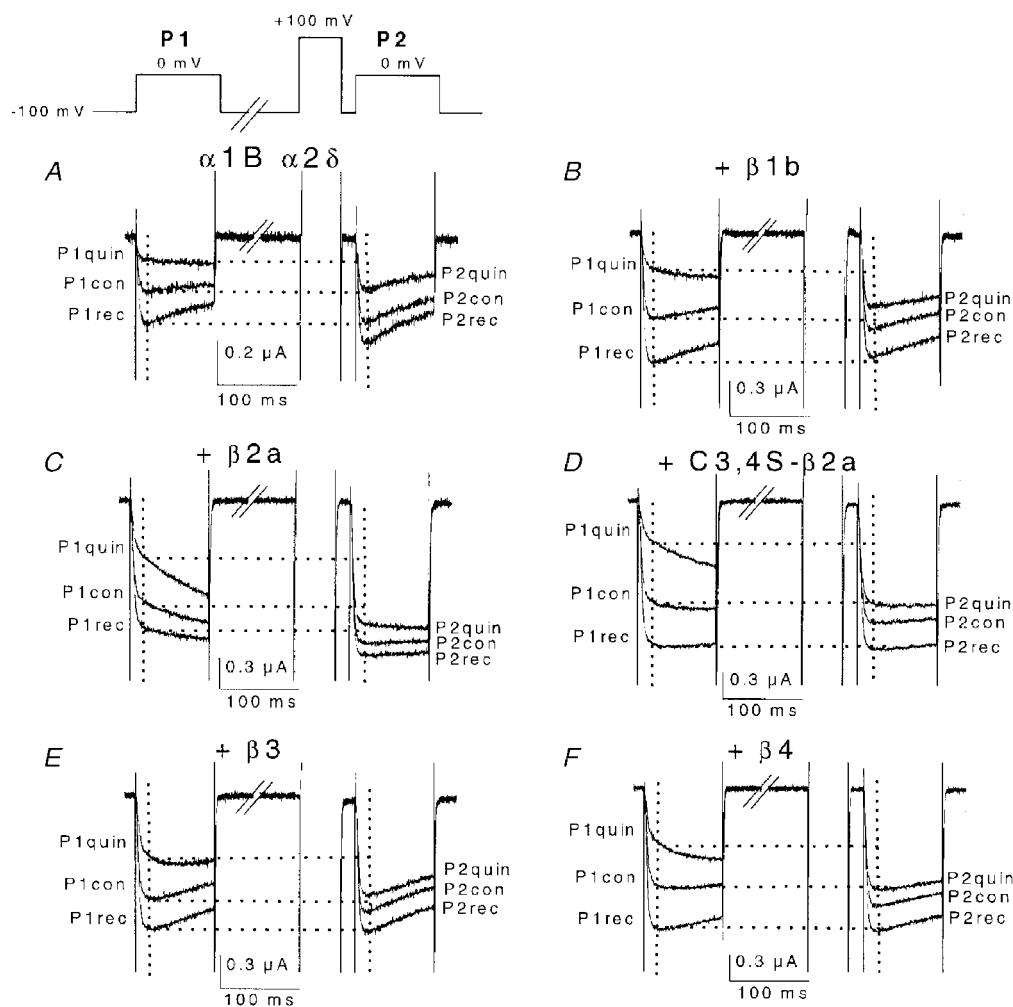 +100 mV
P1
P2
0 mV
0 mV
-100 mV
A
α1B α2δ
P1quin
P1con
P1rec
P2quin
P2con
P2rec
0.2 µA
100 ms
B
+ β1b
P1quin
P1con
P1rec
P2quin
P2con
P2rec
0.3 µA
100 ms
C
+ β2a
P1quin
P1con
P1rec
P2quin
P2con
P2rec
0.3 µA
100 ms
D
+ C3,4S-β2a
P1quin
P1con
P1rec
P2quin
P2con
P2rec
0.3 µA
100 ms
E
+ β3
P1quin
P1con
P1rec
P2quin
P2con
P2rec
0.3 µA
100 ms
F
+ β4
P1quin
P1con
P1rec
P2quin
P2con
P2rec
0.3 µA
100 ms